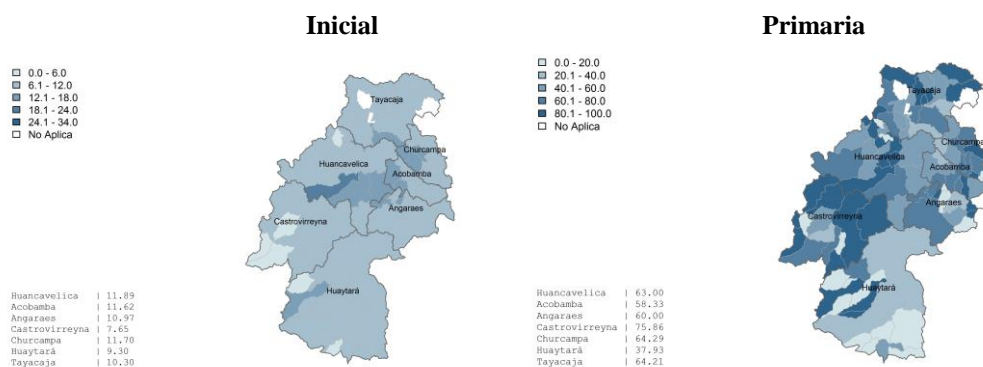 Inicial
0.0 - 6.0
6.1 - 12.0
12.1 - 18.0
18.1 - 24.0
24.1 - 34.0
No Aplica
Tayacaja
Churcampa
Huancavelica
Acobamba
Angaraes
Castrovirreyna
Huaytará
Huancavelica | 11.89
Acobamba | 11.62
Angaraes | 10.97
Castrovirreyna | 7.65
Churcampa | 11.70
Huaytará | 9.30
Tayacaja | 10.30
Primaria
0.0 - 20.0
20.1 - 40.0
40.1 - 60.0
60.1 - 80.0
80.1 - 100.0
No Aplica
Tayacaja
Churcampa
Huancavelica
Acobamba
Angaraes
Castrovirreyna
Huaytará
Huancavelica | 63.00
Acobamba | 58.33
Angaraes | 60.00
Castrovirreyna | 75.86
Churcampa | 64.29
Huaytará | 37.93
Tayacaja | 64.21